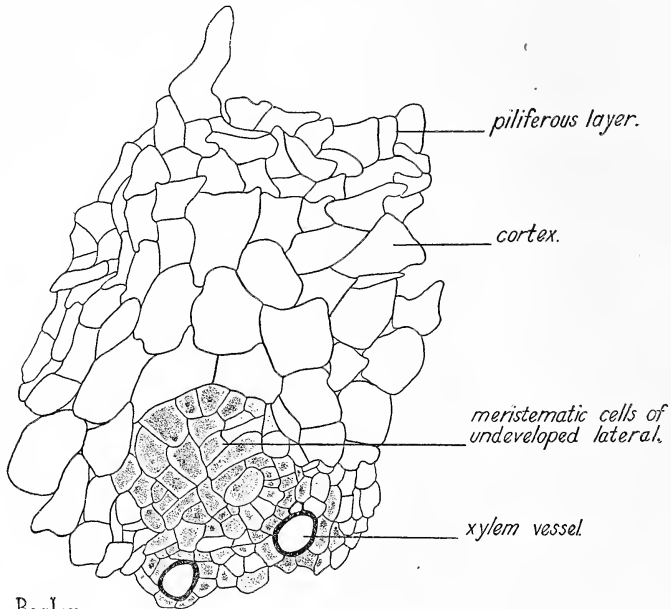 piliferous layer.
cortex.
meristematic cells of
undeveloped lateral.
xylem vessel.